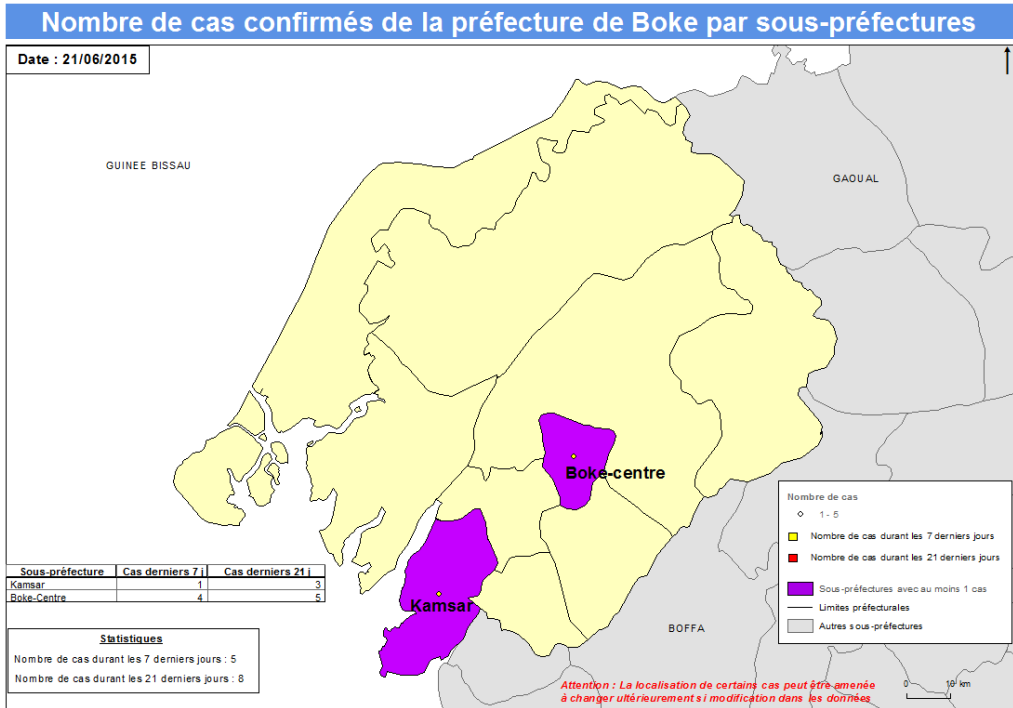 Nombre de cas confirmés de la préfecture de Boke par sous-préfectures
Date : 21/06/2015
GUINEE BISSAU
GAOUAL
Boke-centre
Kamsar
BOFFA
Sous-préfecture Cas derniers 7 j Cas derniers 21 j
Kamsar 1 3
Boke-Centre 4 5
Statistiques
Nombre de cas durant les 7 derniers jours : 5
Nombre de cas durant les 21 derniers jours : 8
Nombre de cas
1 - 5
Nombre de cas durant les 7 derniers jours
Nombre de cas durant les 21 derniers jours
Sous-préfectures avec au moins 1 cas
Limites préfecturales
Autres sous-préfectures
Attention : La localisation de certains cas peut être amenée
à changer ultérieurement si modification dans les données
0 10 km